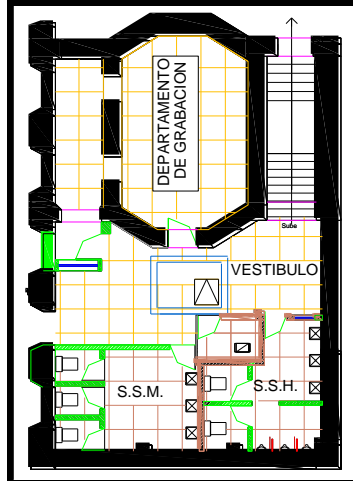 DEPARTAMENTO
DE GRABACION
Sube
VESTIBULO
S.S.M.
S.S.H.